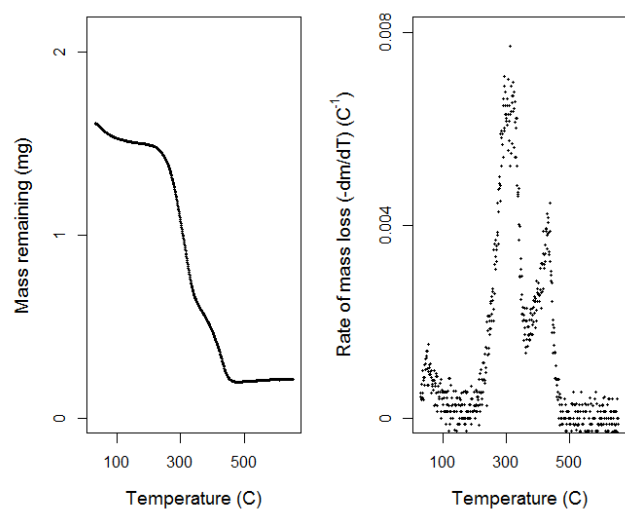 2
1
0
Mass remaining (mg)
100 300 500
Temperature (C)
0.008
0.004
0
Rate of mass loss (-dm/dT) (C⁻¹)
100 300 500
Temperature (C)